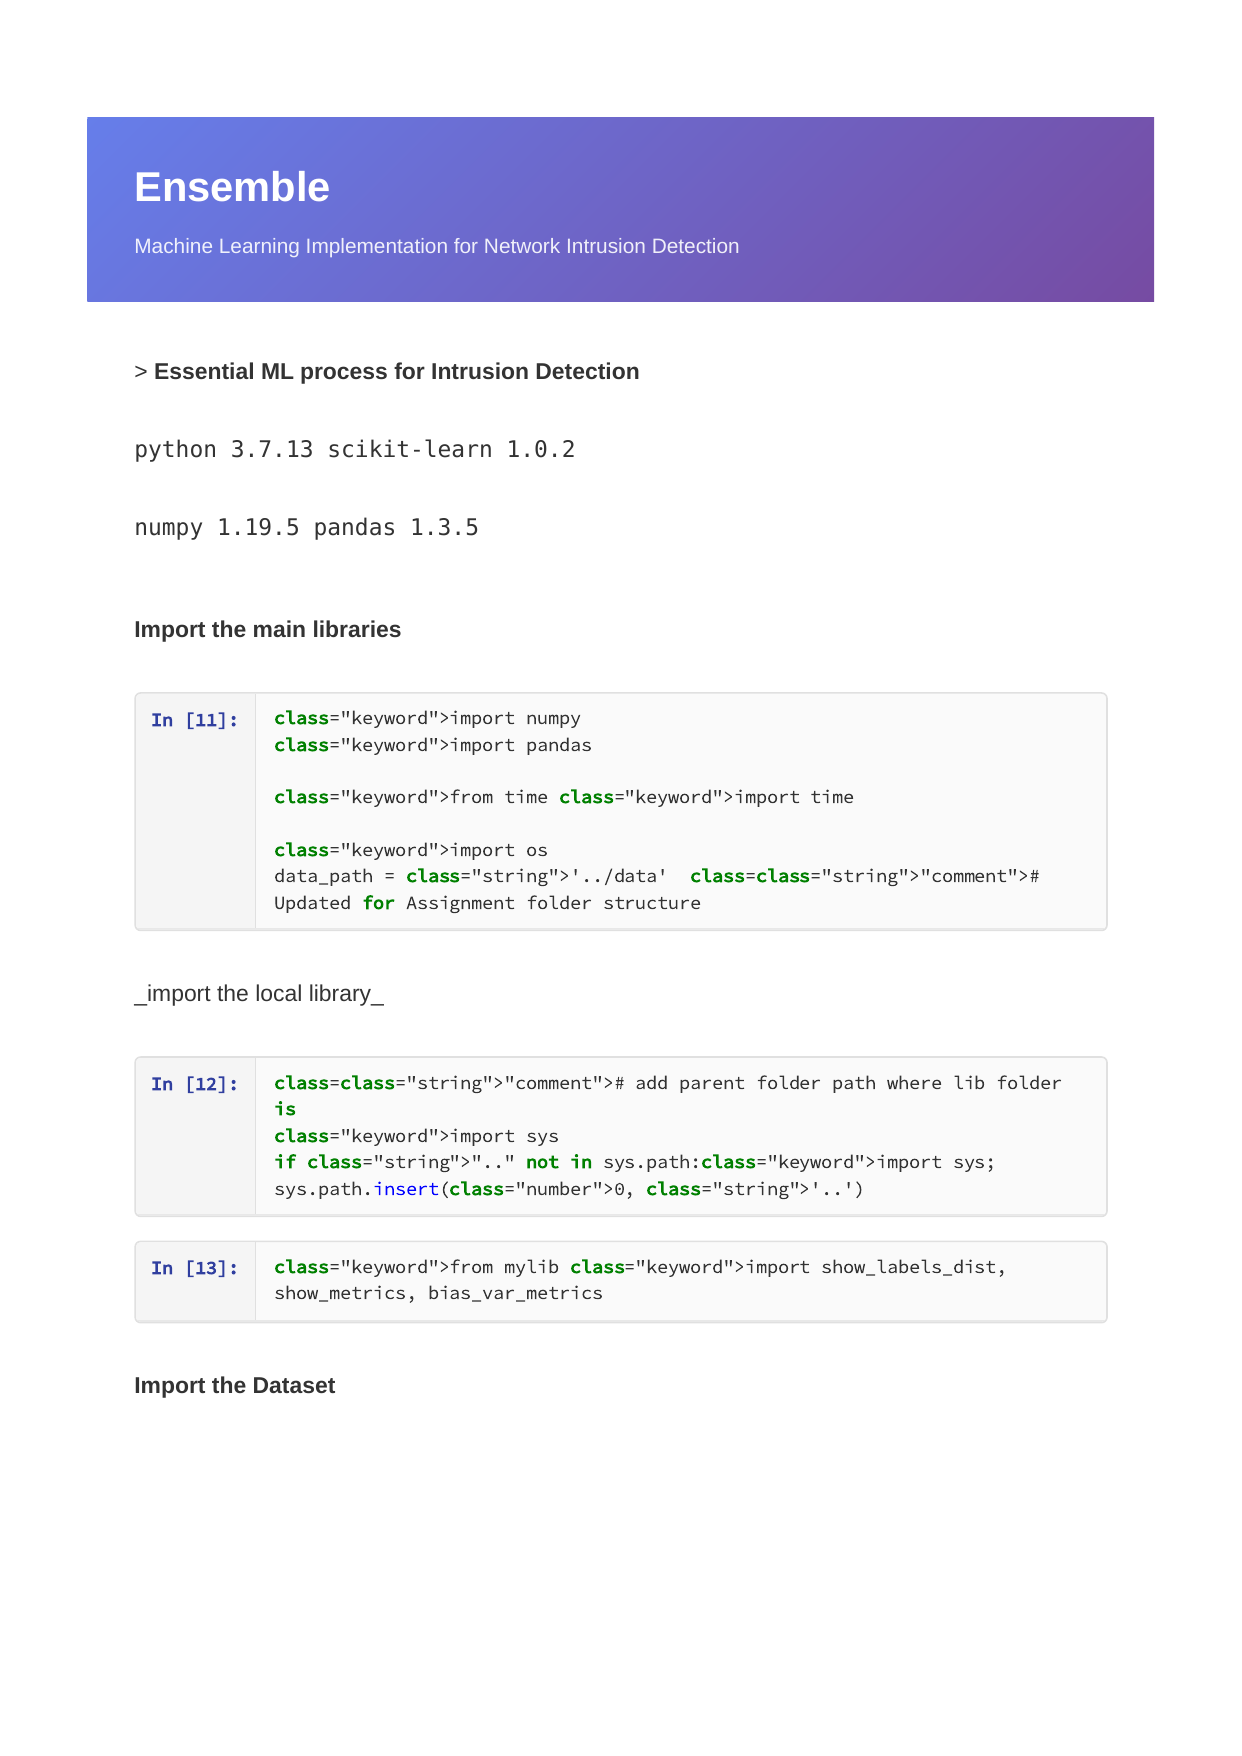 Ensemble
Machine Learning Implementation for Network Intrusion Detection
> Essential ML process for Intrusion Detection
python 3.7.13 scikit-learn 1.0.2
numpy 1.19.5 pandas 1.3.5
Import the main libraries
In [11]:
class="keyword">import numpy
class="keyword">import pandas
class="keyword">from time class="keyword">import time
class="keyword">import os
data_path = class="string">'../data'  class=class="string">"comment">#
Updated for Assignment folder structure
_import the local library_
In [12]:
class=class="string">"comment"># add parent folder path where lib folder
is
class="keyword">import sys
if class="string">".." not in sys.path:class="keyword">import sys;
sys.path.insert(class="number">0, class="string">'..')
In [13]:
class="keyword">from mylib class="keyword">import show_labels_dist,
show_metrics, bias_var_metrics
Import the Dataset